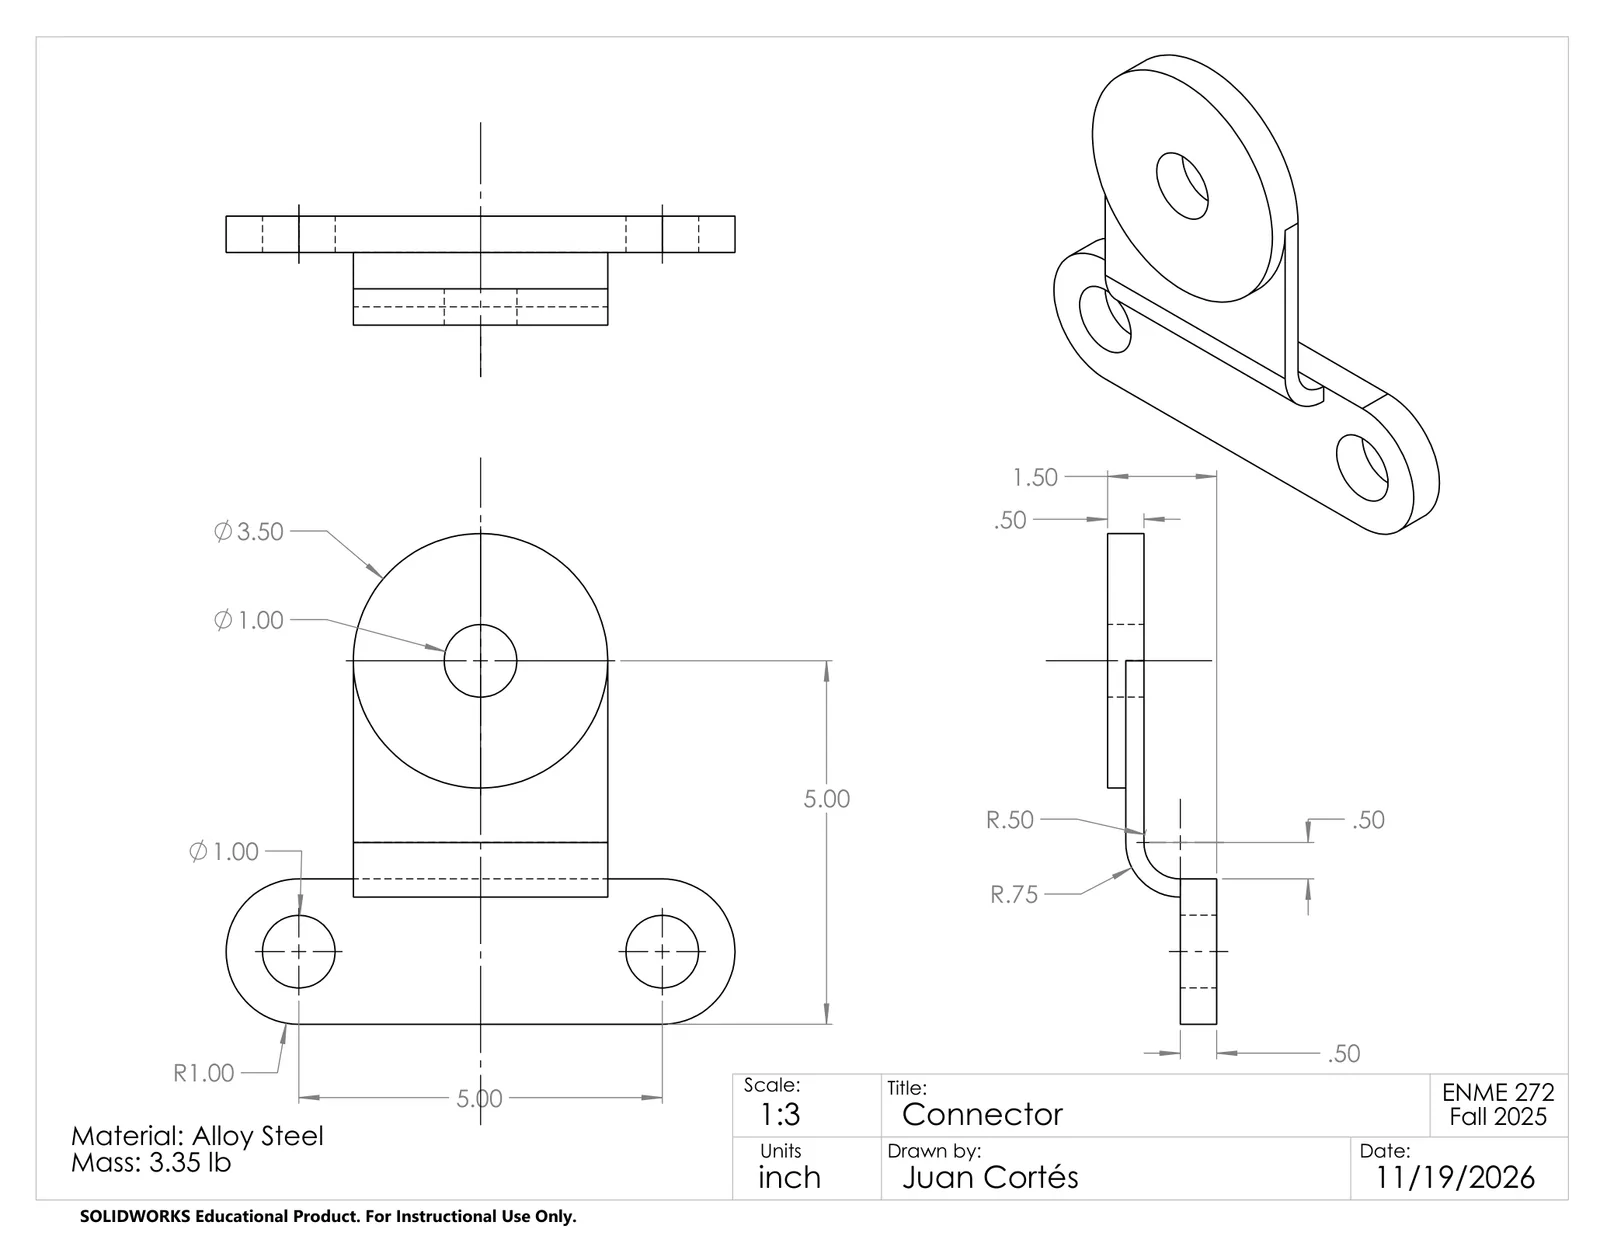 1.50
.50
Ø3.50
Ø1.00
5.00
R.50
.50
Ø1.00
R.75
.50
R1.00
5.00
Material: Alloy Steel
Mass: 3.35 lb
Scale:
1:3
Title:
Connector
ENME 272
Fall 2025
Units
inch
Drawn by:
Juan Cortés
Date:
11/19/2026
SOLIDWORKS Educational Product. For Instructional Use Only.